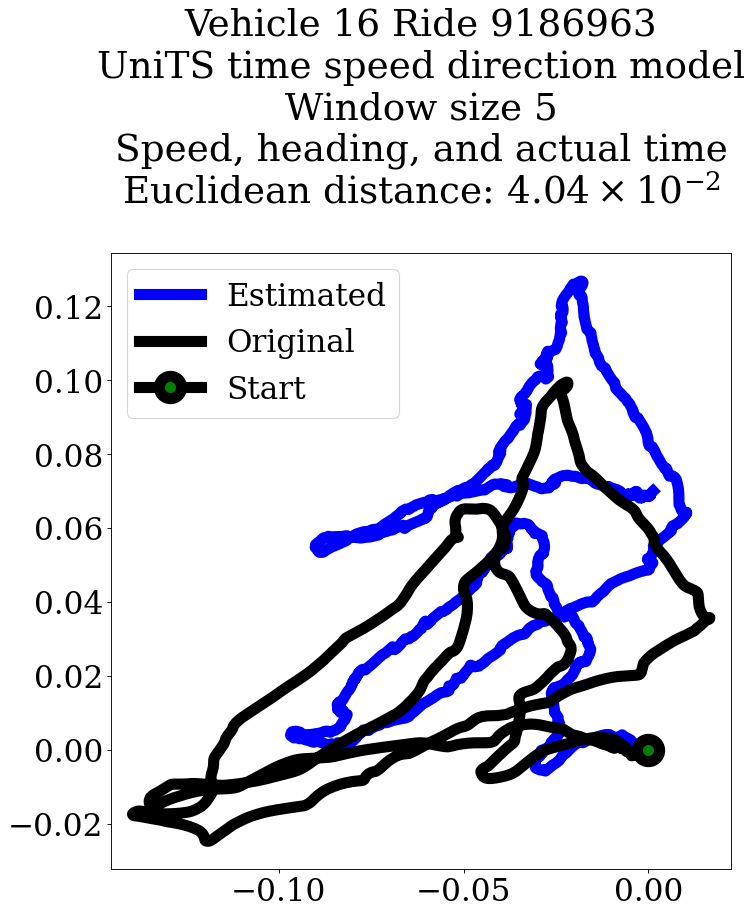 Vehicle 16 Ride 9186963
UniTS time speed direction model
Window size 5
Speed, heading, and actual time
Euclidean distance: 4.04 × 10⁻²
Estimated
Original
Start
0.12
0.10
0.08
0.06
0.04
0.02
0.00
−0.02
−0.10
−0.05
0.00